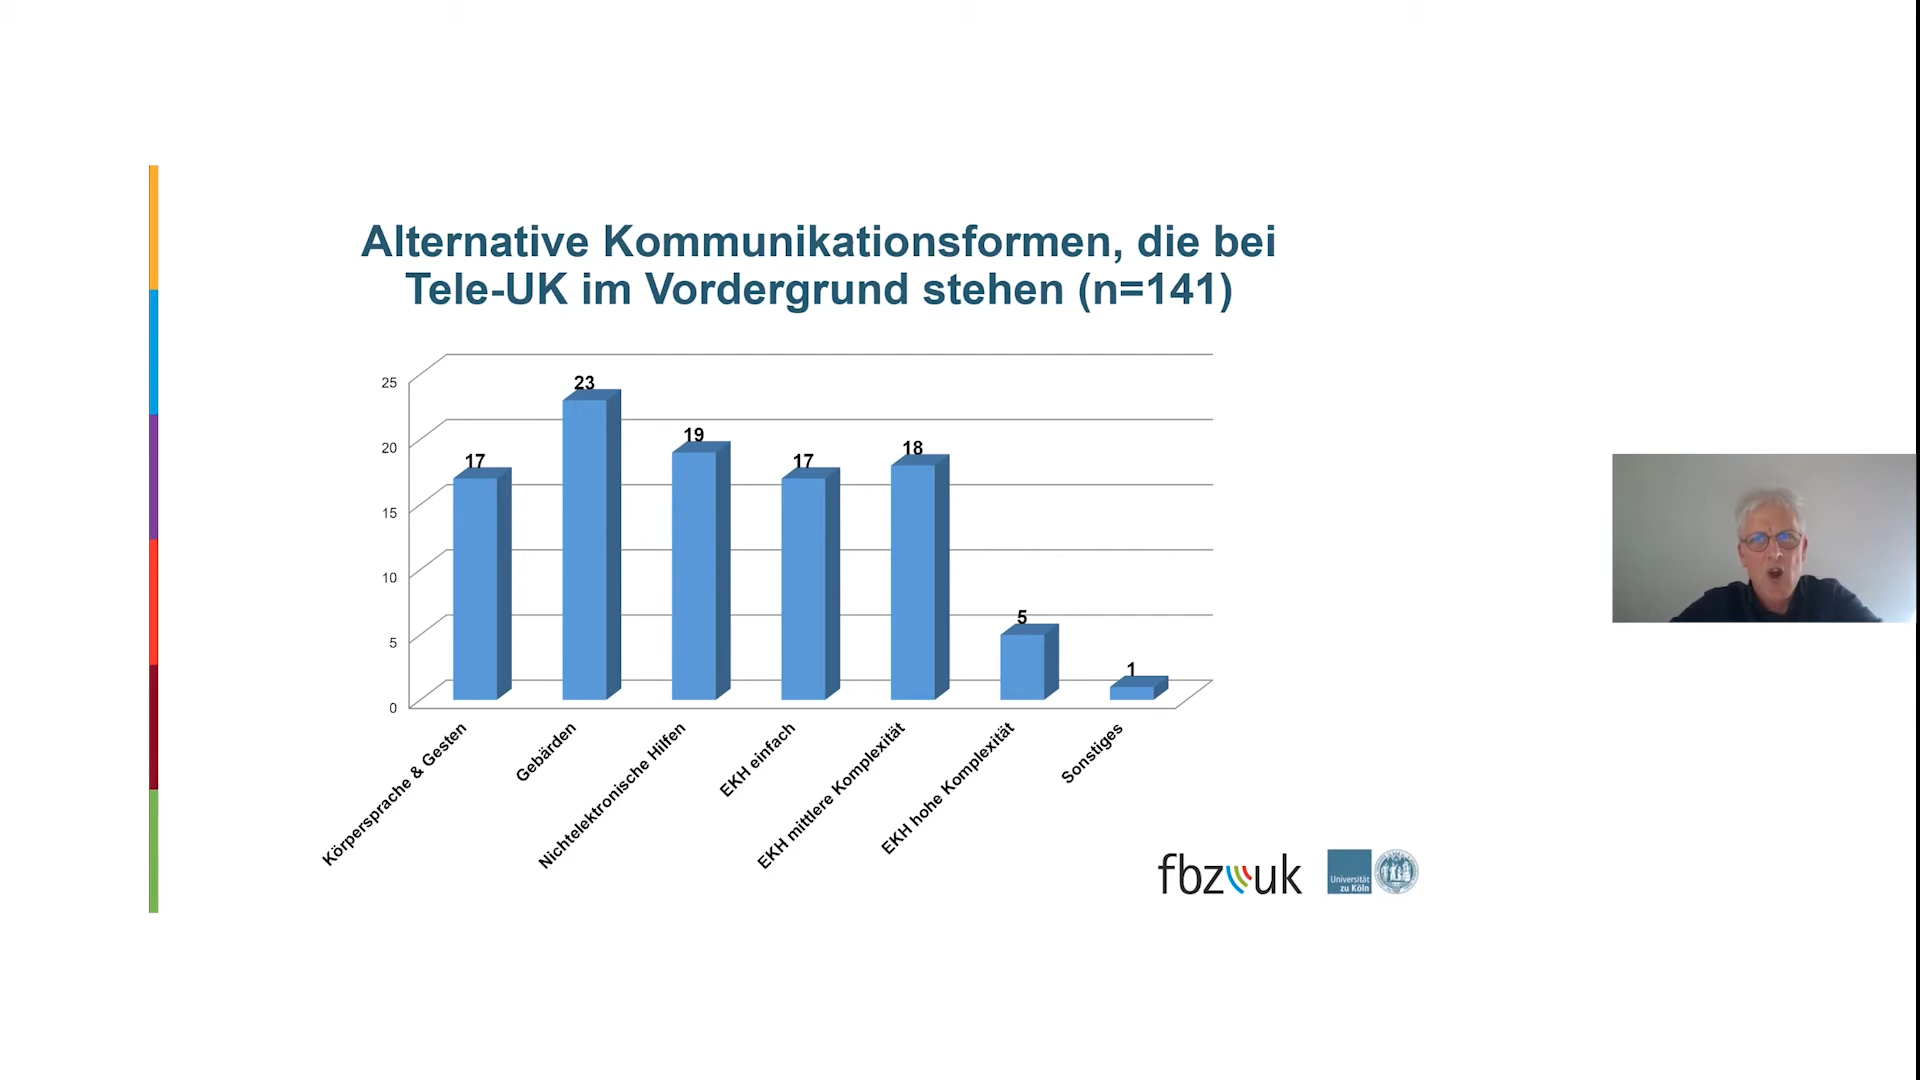 Alternative Kommunikationsformen, die bei
Tele-UK im Vordergrund stehen (n=141)
25
20
15
10
5
0
17
23
19
17
18
5
1
Körpersprache & Gesten
Gebärden
Nichtelektronische Hilfen
EKH einfach
EKH mittlere Komplexität
EKH hohe Komplexität
Sonstiges
fbz uk
Universität
zu Köln